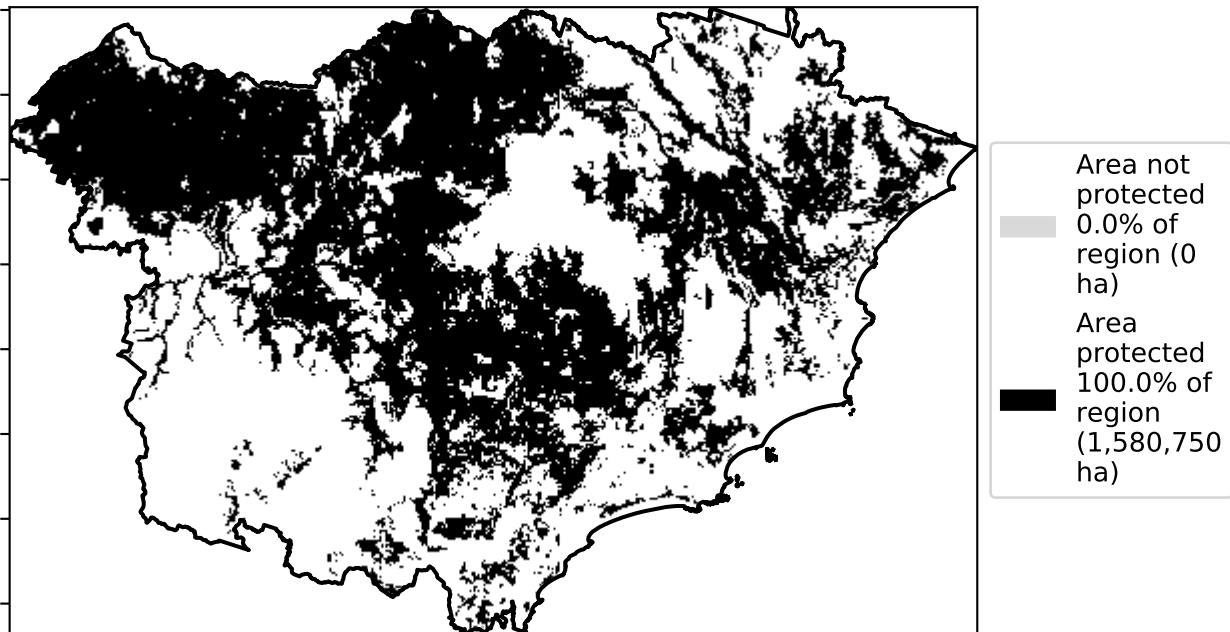 Area not
protected
0.0% of
region (0
ha)
Area
protected
100.0% of
region
(1,580,750
ha)